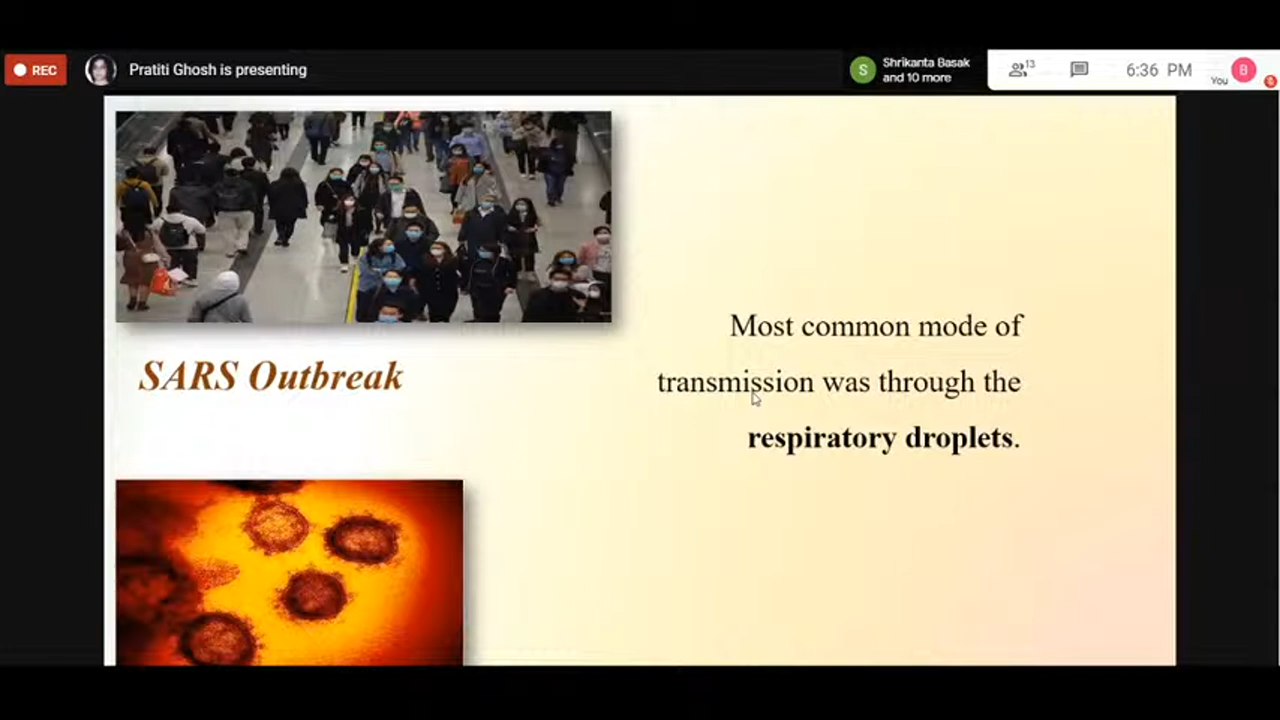 REC
Pratiti Ghosh is presenting
S
Shrikanta Basak
and 10 more
13
6:36 PM
You
B
SARS Outbreak
Most common mode of
transmission was through the
respiratory droplets.